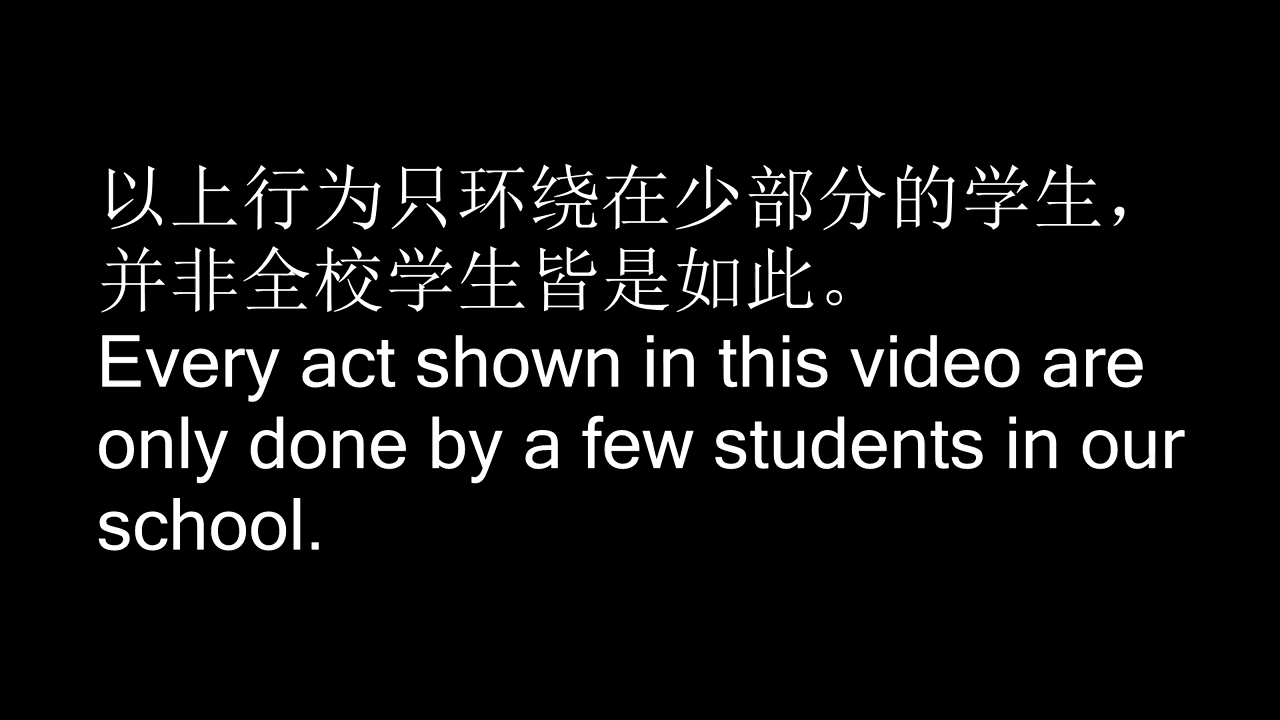 以上行为只环绕在少部分的学生，
并非全校学生皆是如此。
Every act shown in this video are
only done by a few students in our
school.